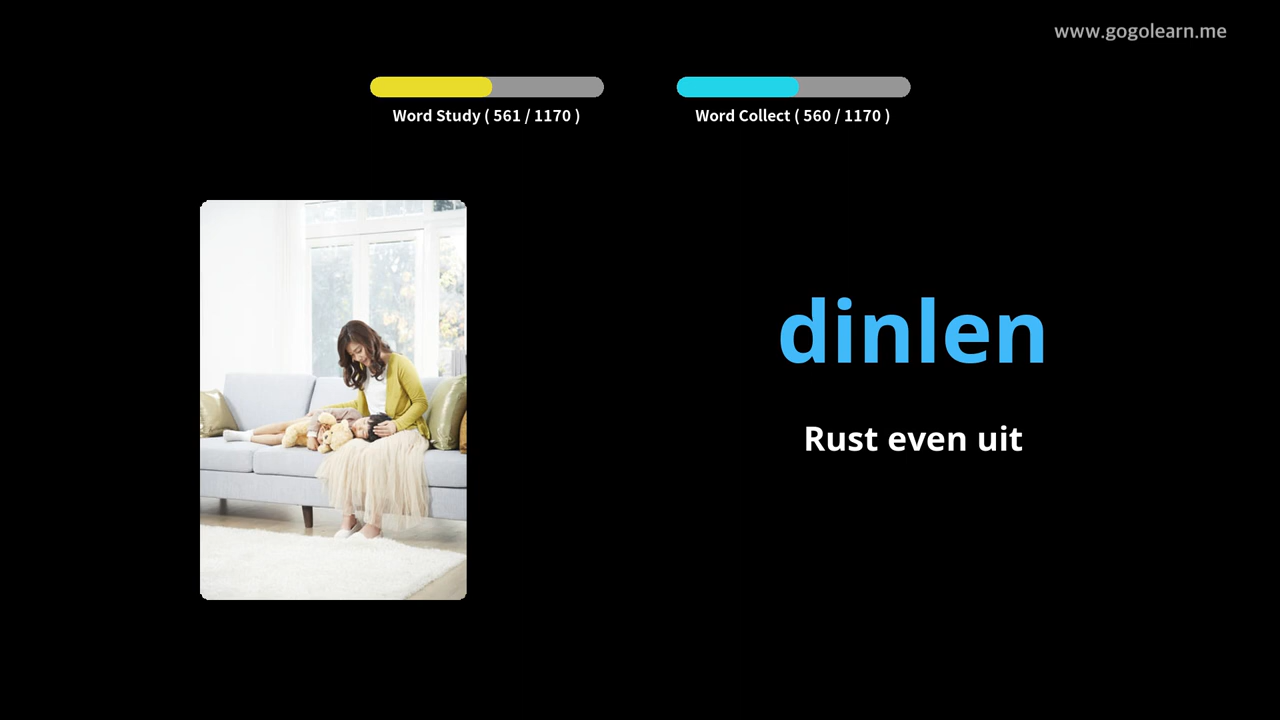 www.gogolearn.me
Word Study ( 561 / 1170 )
Word Collect ( 560 / 1170 )
dinlen
Rust even uit